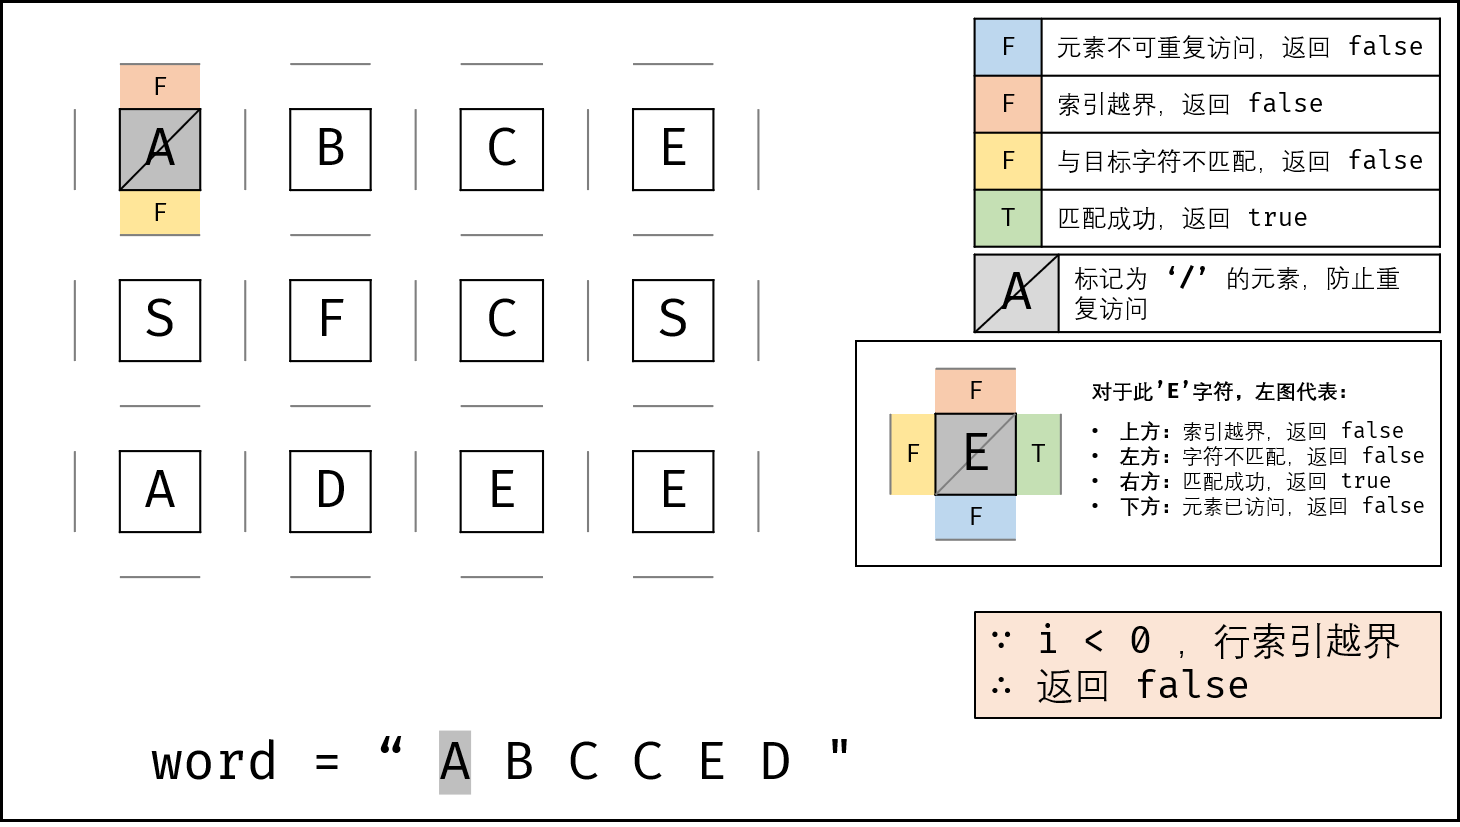 F
A B C E
F
S F C S
A D E E
word = “ A B C C E D "
F 元素不可重复访问，返回 false
F 索引越界，返回 false
F 与目标字符不匹配，返回 false
T 匹配成功，返回 true
A 标记为 ‘/’ 的元素，防止重
复访问
F
F E T
F
对于此’E’字符，左图代表：
• 上方：索引越界，返回 false
• 左方：字符不匹配，返回 false
• 右方：匹配成功，返回 true
• 下方：元素已访问，返回 false
∵ i < 0 ，行索引越界
∴ 返回 false